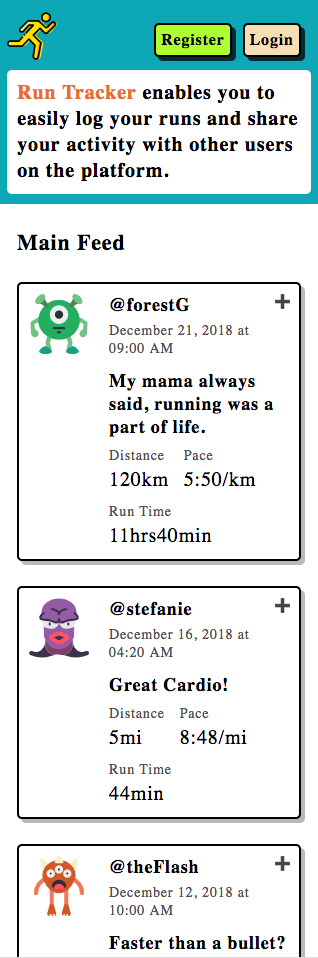 Register Login
Run Tracker enables you to
easily log your runs and share
your activity with other users
on the platform.
Main Feed
@forestG
December 21, 2018 at
09:00 AM
My mama always
said, running was a
part of life.
Distance Pace
120km 5:50/km
Run Time
11hrs40min
@stefanie
December 16, 2018 at
04:20 AM
Great Cardio!
Distance Pace
5mi 8:48/mi
Run Time
44min
@theFlash
December 12, 2018 at
10:00 AM
Faster than a bullet?